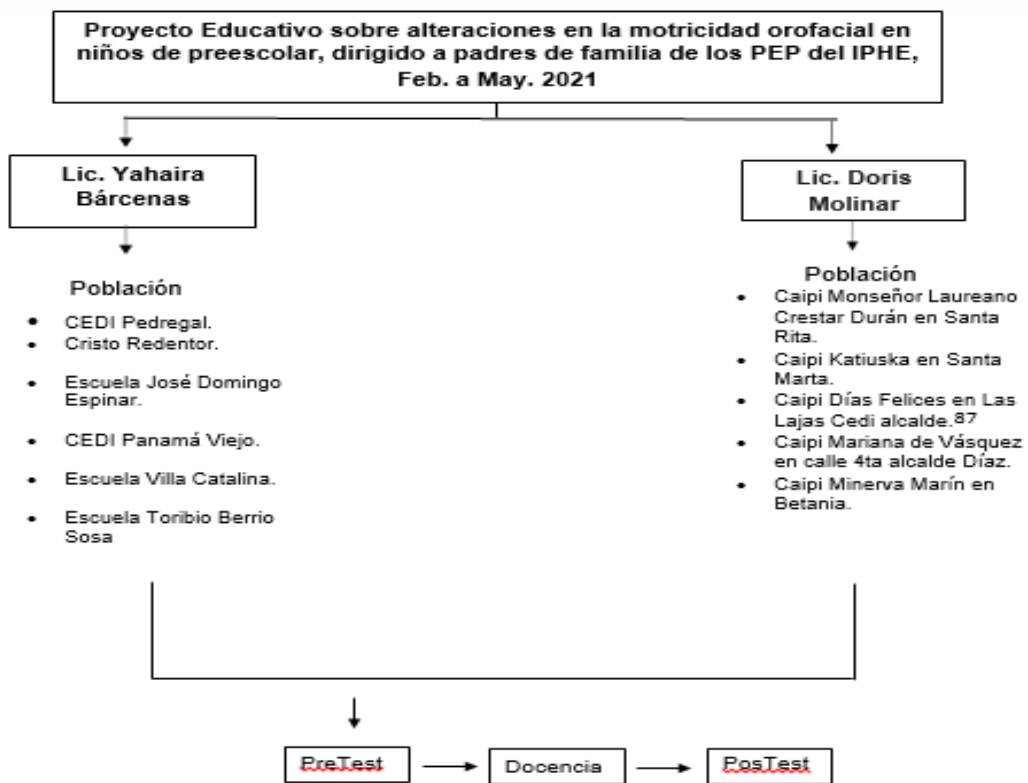 Proyecto Educativo sobre alteraciones en la motricidad orofacial en
niños de preescolar, dirigido a padres de familia de los PEP del IPHE,
Feb. a May. 2021
Lic. Yahaira
Bárcenas
Población
• CEDI Pedregal.
• Cristo Redentor.
• Escuela José Domingo
Espinar.
• CEDI Panamá Viejo.
• Escuela Villa Catalina.
• Escuela Toribio Berrio
Sosa
Lic. Doris
Molinar
Población
• Caipi Monseñor Laureano
Crestar Durán en Santa
Rita.
• Caipi Katiuska en Santa
Marta.
• Caipi Días Felices en Las
Lajas Cedi alcalde.87
• Caipi Mariana de Vásquez
en calle 4ta alcalde Díaz.
• Caipi Minerva Marín en
Betania.
PreTest
Docencia
PosTest